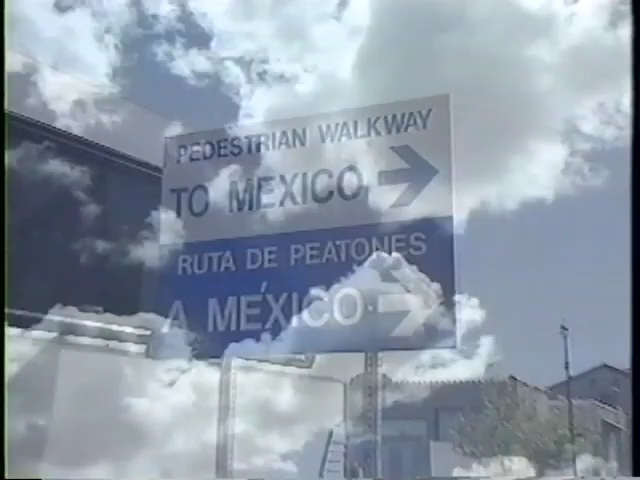 PEDESTRIAN WALKWAY
TO MEXICO →
RUTA DE PEATONES
A MÉXICO →